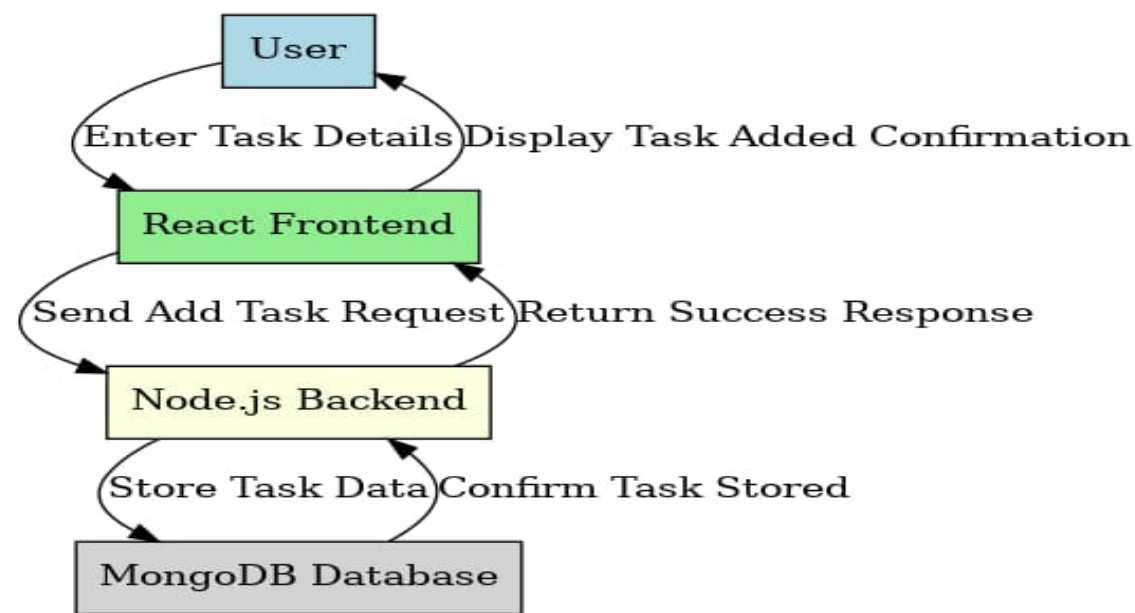 User
Enter Task Details Display Task Added Confirmation
React Frontend
Send Add Task Request Return Success Response
Node.js Backend
Store Task Data Confirm Task Stored
MongoDB Database